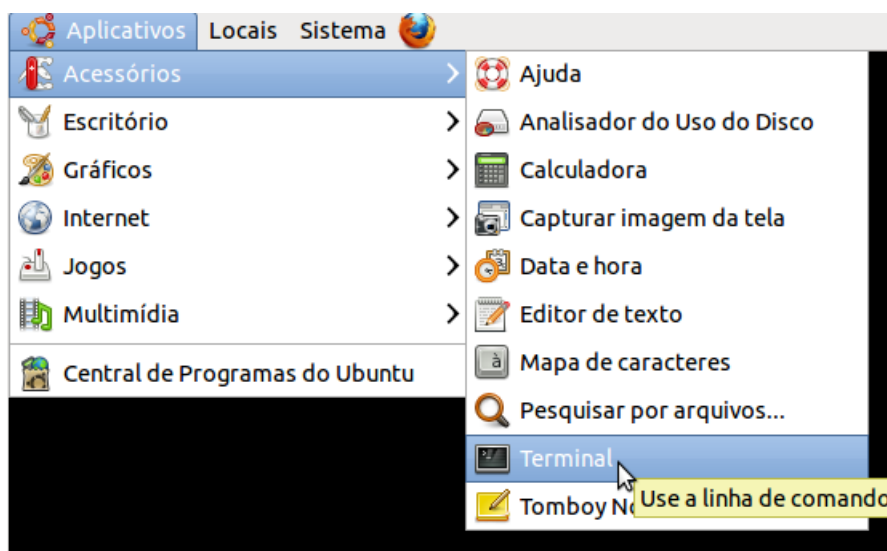 Aplicativos Locais Sistema
Acessórios
Escritório
Gráficos
Internet
Jogos
Multimídia
Central de Programas do Ubuntu
Ajuda
Analisador do Uso do Disco
Calculadora
Capturar imagem da tela
Data e hora
Editor de texto
Mapa de caracteres
Pesquisar por arquivos...
Terminal
Use a linha de comando
Tomboy